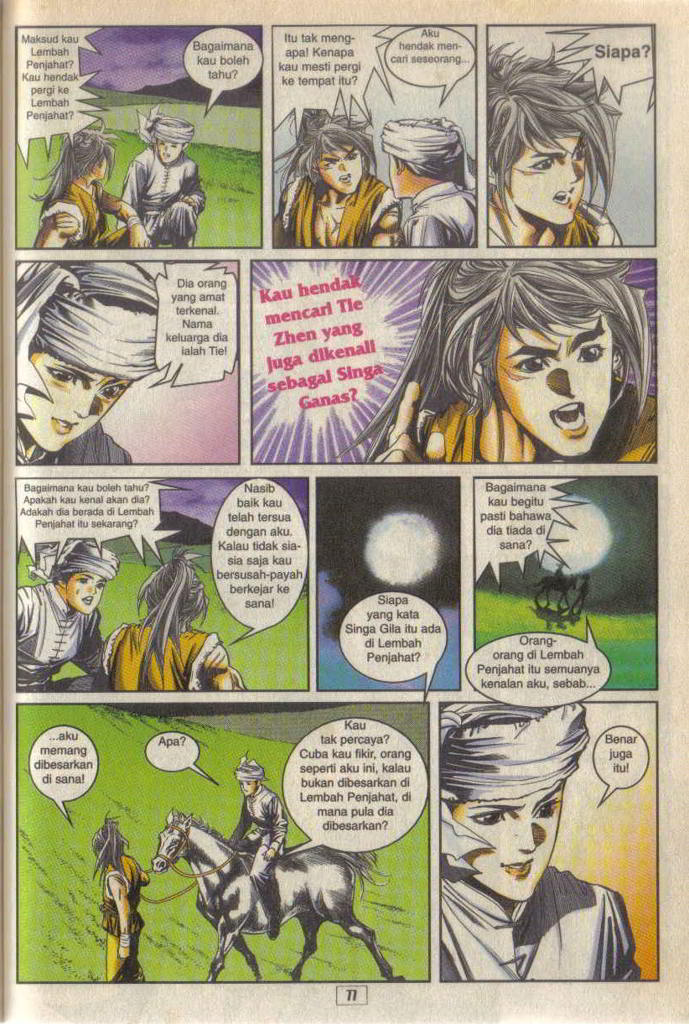 Maksud kau
Lembah
Penjahat?
Kau hendak
pergi ke
Lembah
Penjahat?
Bagaimana
kau boleh
tahu?
Itu tak meng-
apa! Kenapa
kau mesti pergi
ke tempat itu?
Aku
hendak men-
cari seseorang...
Siapa?
Dia orang
yang amat
terkenal.
Nama
keluarga dia
ialah Tie!
Kau hendak
mencari Tie
Zhen yang
juga dikenali
sebagai Singa
Ganas?
Bagaimana kau boleh tahu?
Apakah kau kenal akan dia?
Adakah dia berada di Lembah
Penjahat itu sekarang?
Nasib
baik kau
telah tersua
dengan aku.
Kalau tidak sia-
sia saja kau
bersusah-payah
berkejar ke
sana!
Siapa
yang kata
Singa Gila itu ada
di Lembah
Penjahat?
Bagaimana
kau begitu
pasti bahawa
dia tiada di
sana?
Orang-
orang di Lembah
Penjahat itu semuanya
kenalan aku, sebab...
...aku
memang
dibesarkan
di sana!
Apa?
Kau
tak percaya?
Cuba kau fikir, orang
seperti aku ini, kalau
bukan dibesarkan di
Lembah Penjahat, di
mana pula dia
dibesarkan?
Benar
juga
itu!
77